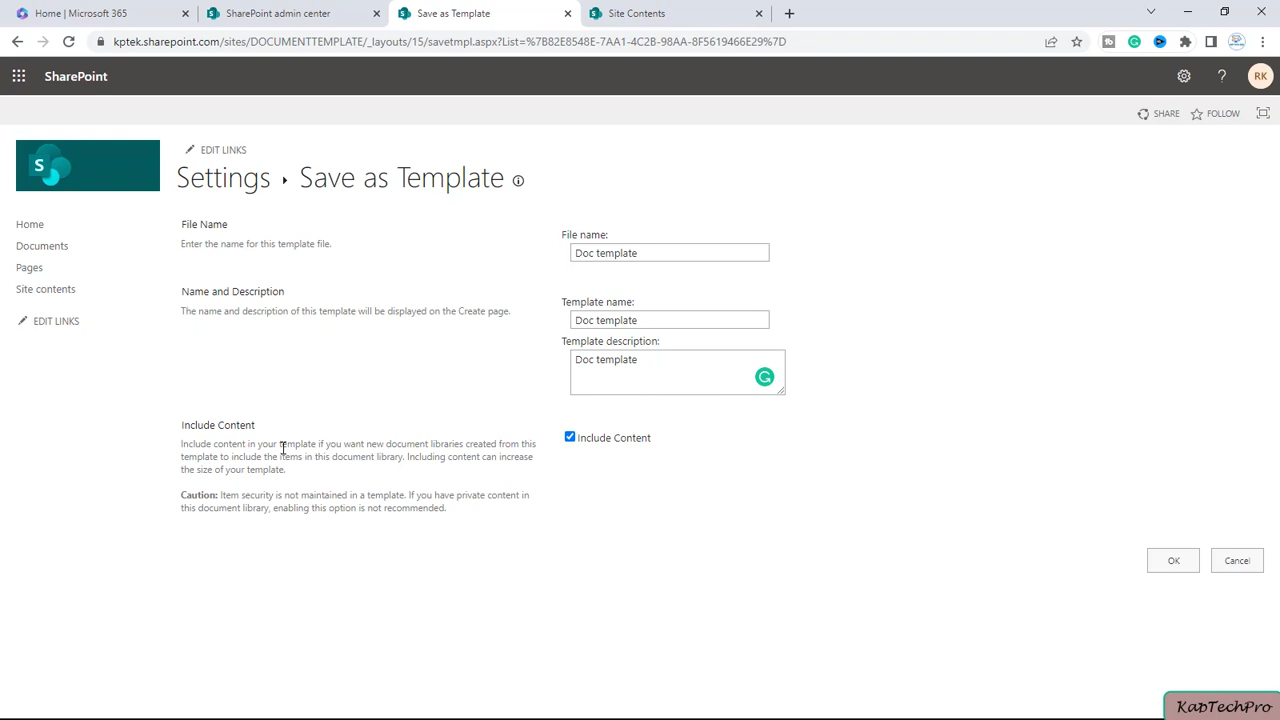 Home | Microsoft 365
SharePoint admin center
Save as Template
Site Contents
kptek.sharepoint.com/sites/DOCUMENTTEMPLATE/_layouts/15/savetmpl.aspx?List=%7B82E8548E-7AA1-4C2B-98AA-8F5619466E29%7D
SharePoint
RK
SHARE
FOLLOW
S
EDIT LINKS
Settings ▸ Save as Template
Home
Documents
Pages
Site contents
EDIT LINKS
File Name
Enter the name for this template file.
File name:
Doc template
Name and Description
The name and description of this template will be displayed on the Create page.
Template name:
Doc template
Template description:
Doc template
Include Content
Include content in your template if you want new document libraries created from this
template to include the items in this document library. Including content can increase
the size of your template.
Caution: Item security is not maintained in a template. If you have private content in
this document library, enabling this option is not recommended.
Include Content
OK
Cancel
KapTechPro